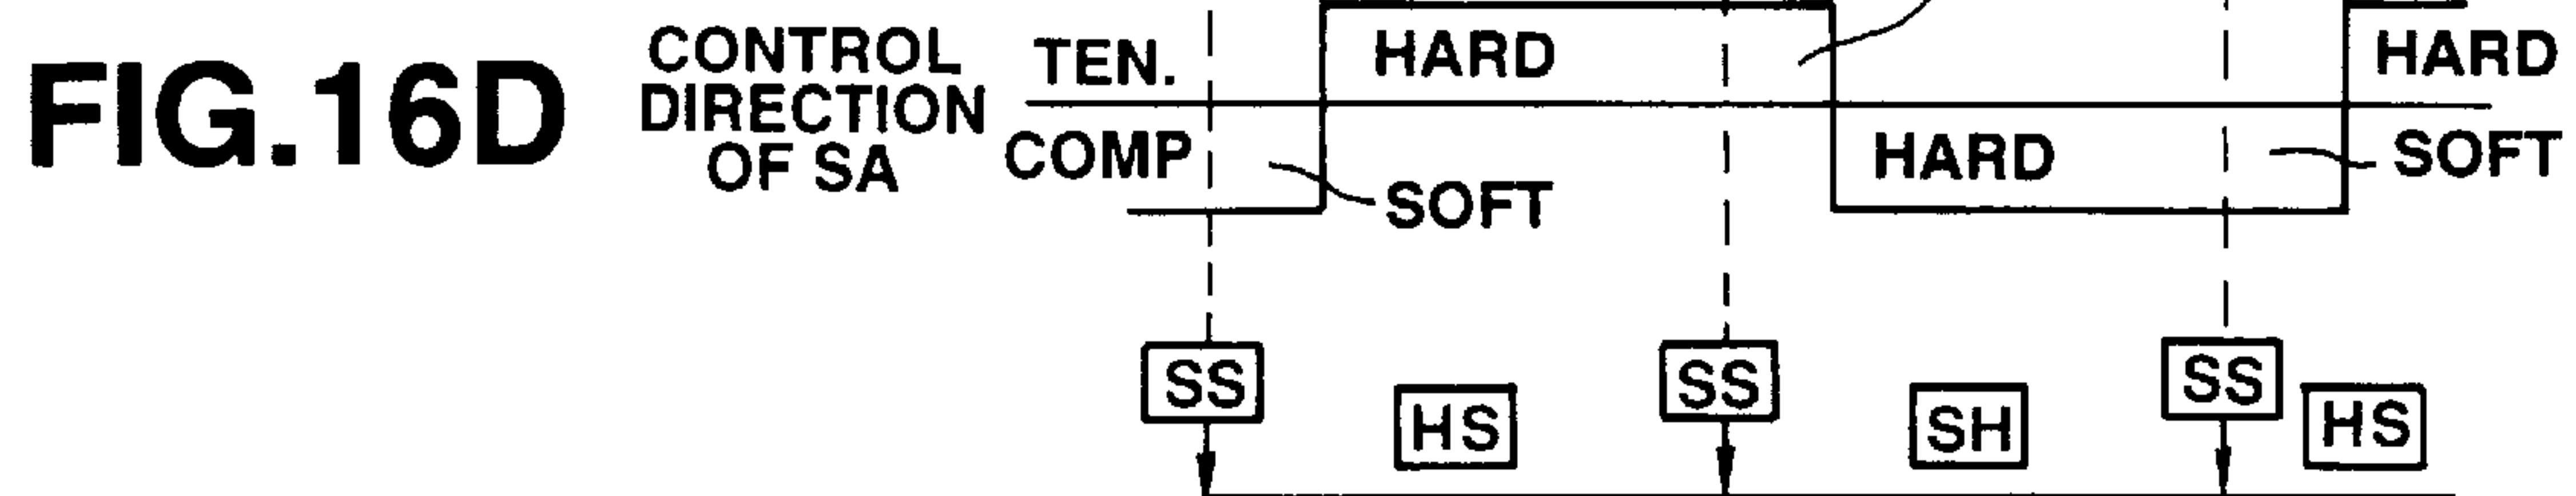 FIG.16D
CONTROL
DIRECTION
OF SA
TEN.
COMP
HARD
HARD
HARD
SOFT
SOFT
SS
SS
SS
HS
SH
HS